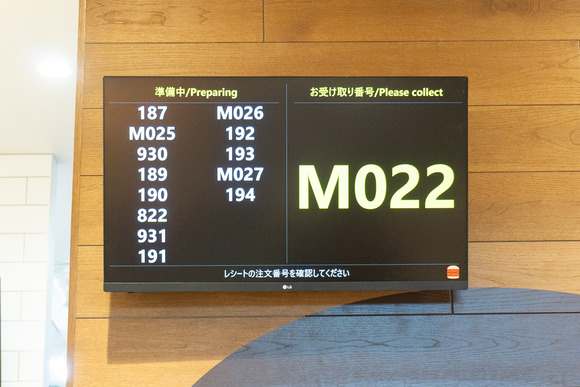 準備中/Preparing
187
M025
930
189
190
822
931
191
M026
192
193
M027
194
お受け取り番号/Please collect
M022
レシートの注文番号を確認してください
LG